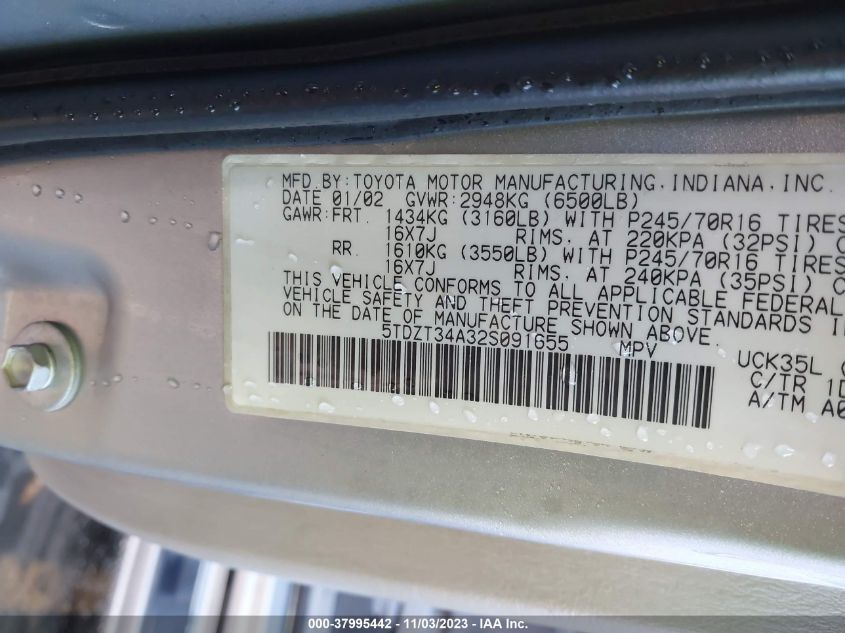 MFD.BY:TOYOTA MOTOR MANUFACTURING,INDIANA,INC.
DATE 01/02 GVWR:2948KG (6500LB)
GAWR:FRT. 1434KG (3160LB) WITH P245/70R16 TIRES
16X7J RIMS. AT 220KPA (32PSI) C
RR 1610KG (3550LB) WITH P245/70R16 TIRES
16X7J RIMS. AT 240KPA (35PSI) C
THIS VEHICLE CONFORMS TO ALL APPLICABLE FEDERAL
VEHICLE SAFETY AND THEFT PREVENTION STANDARDS I
ON THE DATE OF MANUFACTURE SHOWN ABOVE.
5TDZT34A32S091655 MPV
UCK35L (
C/TR 1D
A/TM A0
000-37995442 - 11/03/2023 - IAA Inc.